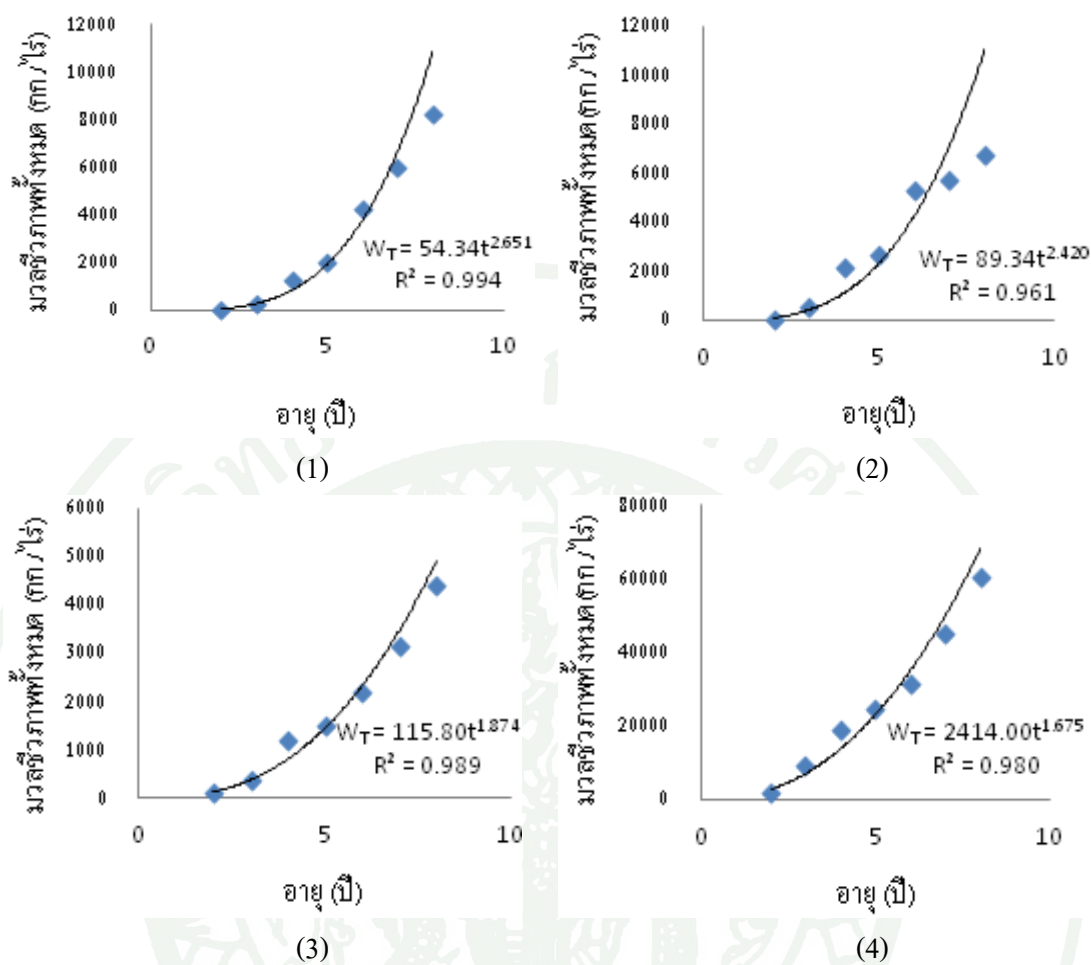 มวลชีวภาพทั้งหมด (กก/ไร่)
12000
10000
8000
6000
4000
2000
0
W_T = 54.34t^2.651
R² = 0.994
0 5 10
อายุ (ปี)
(1)
มวลชีวภาพทั้งหมด(กก/ไร่)
12000
10000
8000
6000
4000
2000
0
W_T = 89.34t^2.420
R² = 0.961
0 5 10
อายุ(ปี)
(2)
มวลชีวภาพทั้งหมด (กก/ไร่)
6000
5000
4000
3000
2000
1000
0
W_T = 115.80t^1.874
R² = 0.989
0 5 10
อายุ (ปี)
(3)
มวลชีวภาพทั้งหมด(กก/ไร่)
80000
60000
40000
20000
0
W_T = 2414.00t^1.675
R² = 0.980
0 5 10
อายุ (ปี)
(4)